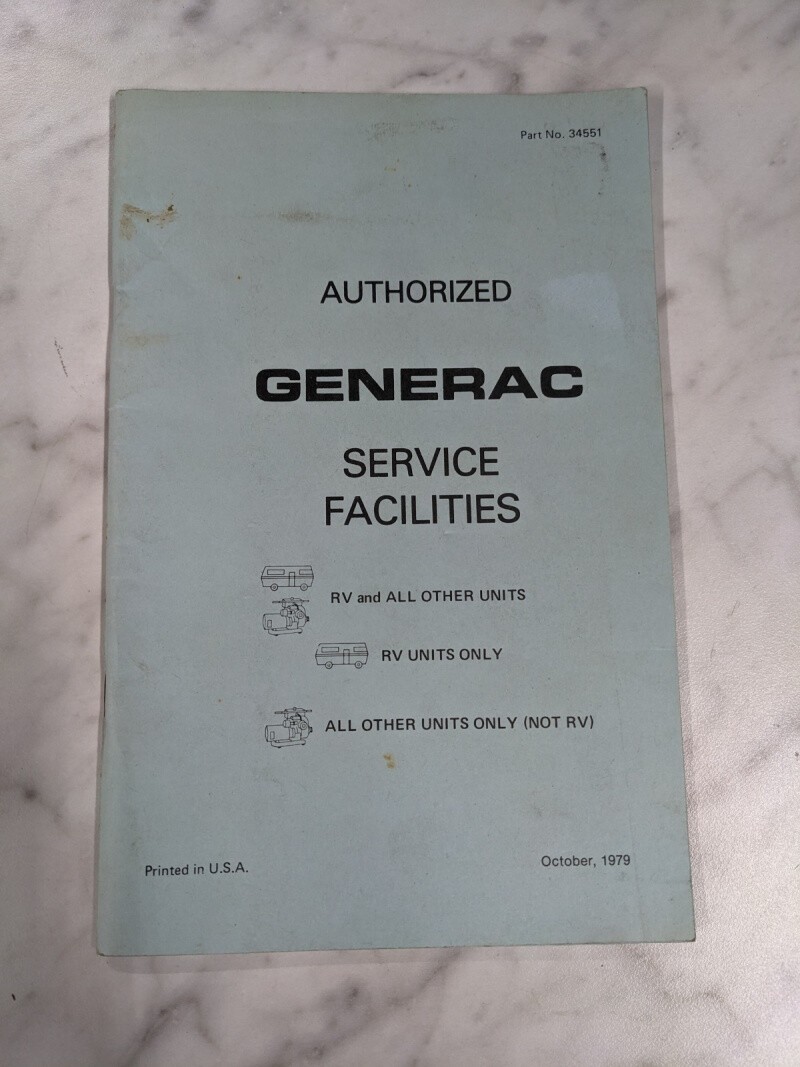 Part No. 34551
AUTHORIZED
GENERAC
SERVICE
FACILITIES
RV and ALL OTHER UNITS
RV UNITS ONLY
ALL OTHER UNITS ONLY (NOT RV)
Printed in U.S.A.
October, 1979